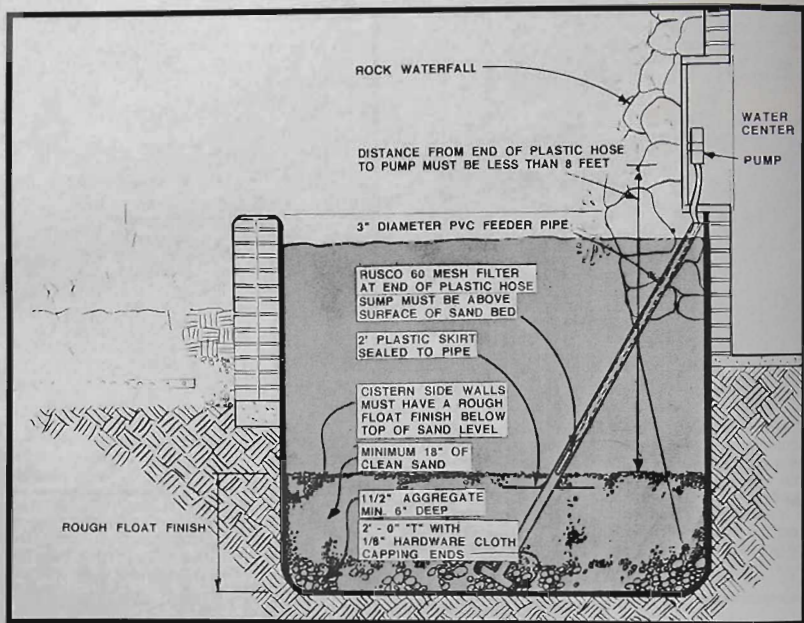 ROCK WATERFALL
WATER
CENTER
DISTANCE FROM END OF PLASTIC HOSE
TO PUMP MUST BE LESS THAN 8 FEET
PUMP
3" DIAMETER PVC FEEDER PIPE
RUSCO 60 MESH FILTER
AT END OF PLASTIC HOSE
SUMP MUST BE ABOVE
SURFACE OF SAND BED
2' PLASTIC SKIRT
SEALED TO PIPE
CISTERN SIDE WALLS
MUST HAVE A ROUGH
FLOAT FINISH BELOW
TOP OF SAND LEVEL
MINIMUM 18" OF
CLEAN SAND
11/2" AGGREGATE
MIN. 6" DEEP
ROUGH FLOAT FINISH
2' - 0" "T" WITH
1/8" HARDWARE CLOTH
CAPPING ENDS